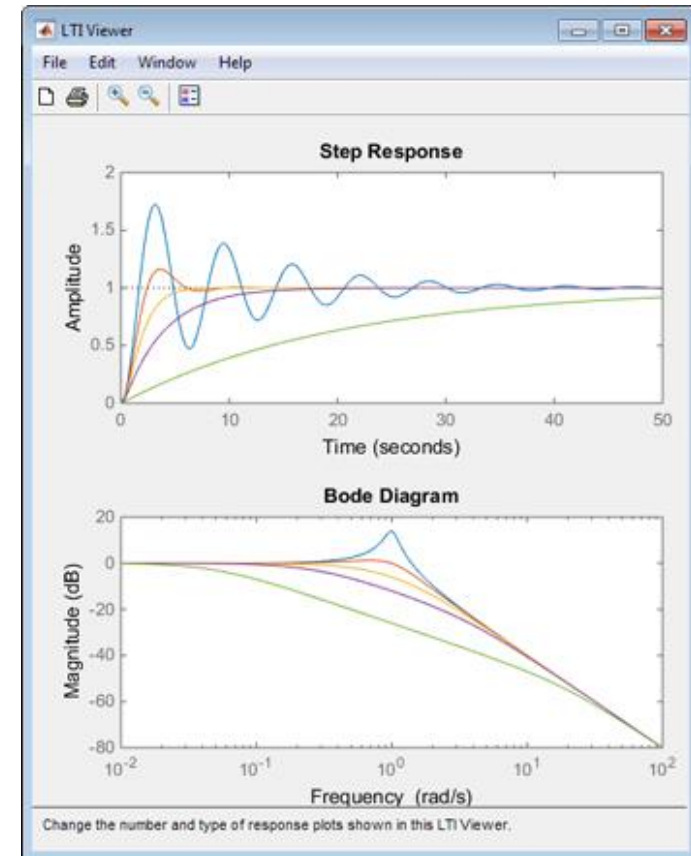 LTI Viewer
File Edit Window Help
Step Response
2
1.5
1
0.5
0
Amplitude
0 10 20 30 40 50
Time (seconds)
Bode Diagram
20
0
-20
-40
-60
-80
Magnitude (dB)
10^-2 10^-1 10^0 10^1 10^2
Frequency (rad/s)
Change the number and type of response plots shown in this LTI Viewer.